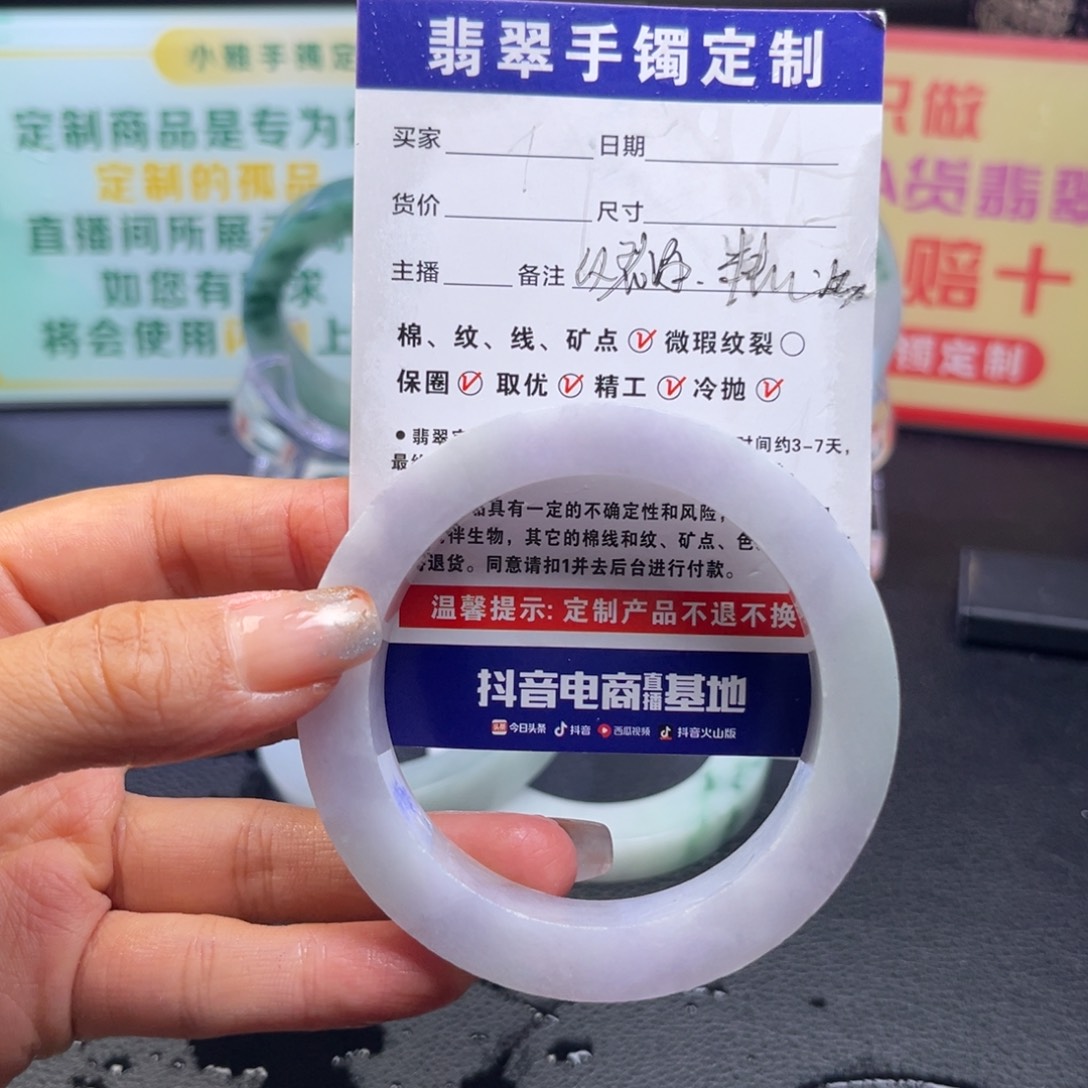 翡翠手镯定制
买家 日期
货价 尺寸
主播 备注
棉、纹、线、矿点 微瑕纹裂
保圈 取优 精工 冷抛
时间约3-7天，
具有一定的不确定性和风险，
伴生物，其它的棉线和纹、矿点、色
退货。同意请扣1并去后台进行付款。
温馨提示: 定制产品不退不换
抖音电商直播基地
今日头条 抖音 西瓜视频 抖音火山版
小雅手镯定
定制商品是专为
定制的孤品
直播间所展
如您有 求
将会使用 上
只做
A货翡翠
赔十
镯定制